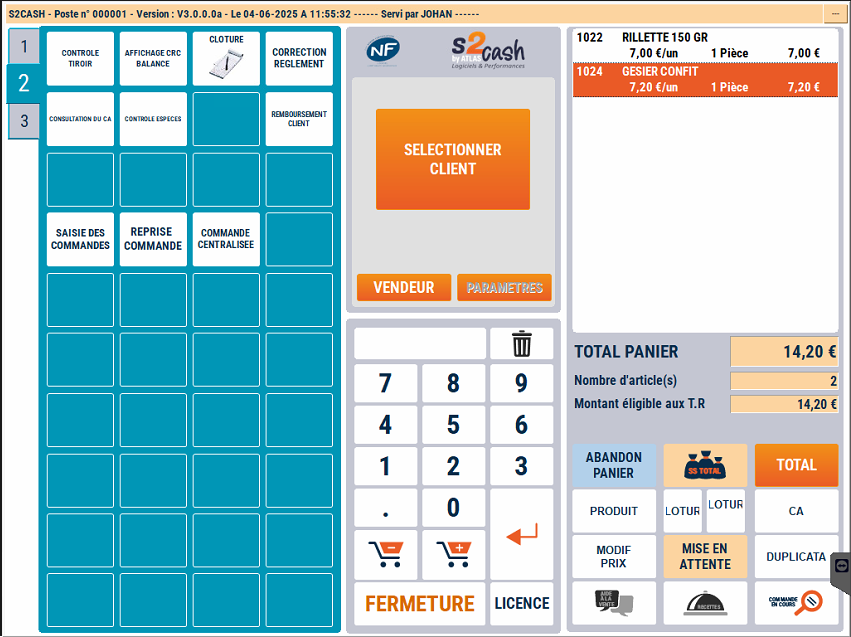 S2CASH - Poste n° 000001 - Version : V3.0.0.0a - Le 04-06-2025 A 11:55:32 ------ Servi par JOHAN ------
1
2
3
CONTROLE
TIROIR
AFFICHAGE CRC
BALANCE
CLOTURE
CORRECTION
REGLEMENT
CONSULTATION DU CA
CONTROLE ESPECES
REMBOURSEMENT
CLIENT
SAISIE DES
COMMANDES
REPRISE
COMMANDE
COMMANDE
CENTRALISEE
NF
S2cash
by ATLAS
Logiciels & Performances
SELECTIONNER
CLIENT
VENDEUR
PARAMETRES
7 8 9
4 5 6
1 2 3
. 0
FERMETURE
LICENCE
1022 RILLETTE 150 GR
7,00 €/un 1 Pièce 7,00 €
1024 GESIER CONFIT
7,20 €/un 1 Pièce 7,20 €
TOTAL PANIER 14,20 €
Nombre d'article(s) 2
Montant éligible aux T.R 14,20 €
ABANDON
PANIER
SS TOTAL
TOTAL
PRODUIT
LOTUR
LOTUR
CA
MODIF
PRIX
MISE EN
ATTENTE
DUPLICATA
AIDE
À LA
VENTE
RECETTES
COMMANDE
EN COURS